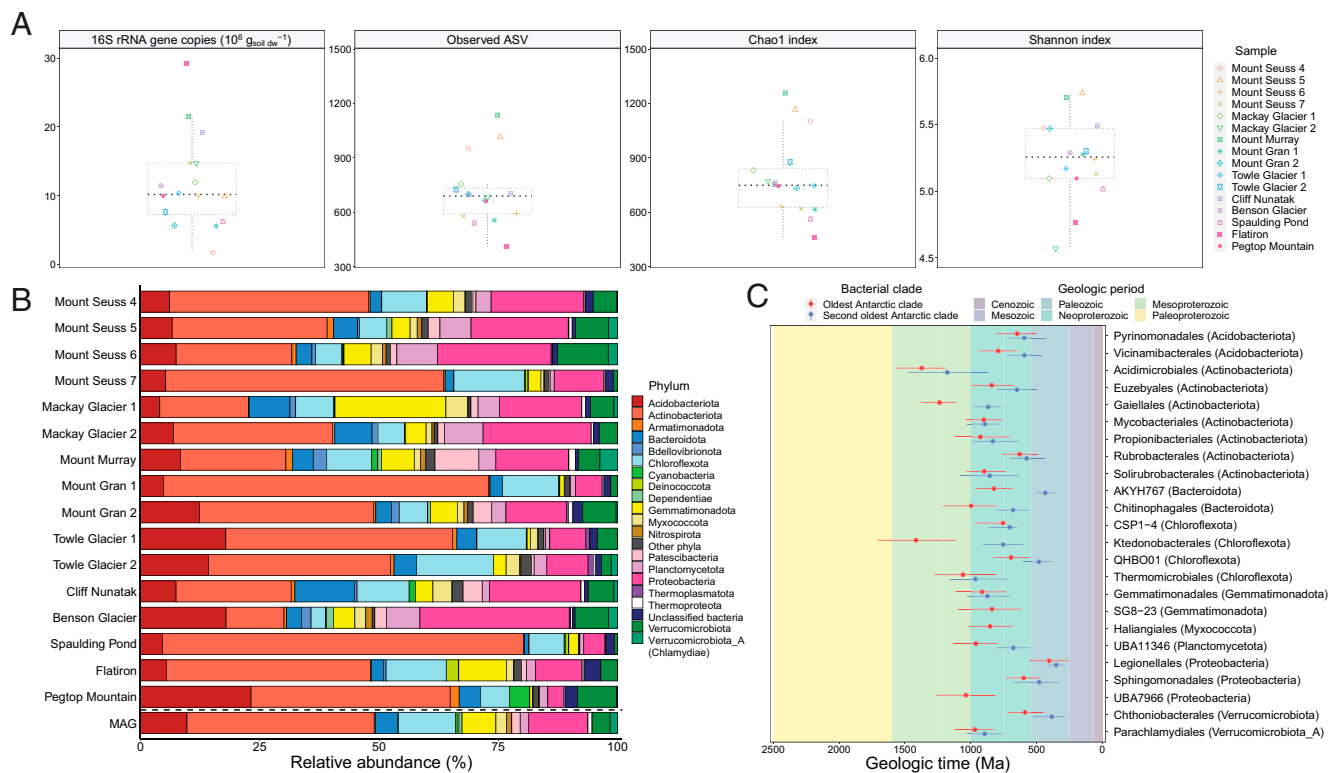 A
16S rRNA gene copies (10⁶ gsoil dw⁻¹)
Observed ASV
Chao1 index
Shannon index
30
20
10
0
1500
1200
900
600
300
1500
1200
900
600
300
6.0
5.5
5.0
4.5
Sample
Mount Seuss 4
Mount Seuss 5
Mount Seuss 6
Mount Seuss 7
Mackay Glacier 1
Mackay Glacier 2
Mount Murray
Mount Gran 1
Mount Gran 2
Towle Glacier 1
Towle Glacier 2
Cliff Nunatak
Benson Glacier
Spaulding Pond
Flatiron
Pegtop Mountain
B
Mount Seuss 4
Mount Seuss 5
Mount Seuss 6
Mount Seuss 7
Mackay Glacier 1
Mackay Glacier 2
Mount Murray
Mount Gran 1
Mount Gran 2
Towle Glacier 1
Towle Glacier 2
Cliff Nunatak
Benson Glacier
Spaulding Pond
Flatiron
Pegtop Mountain
MAG
0 25 50 75 100
Relative abundance (%)
Phylum
Acidobacteriota
Actinobacteriota
Armatimonadota
Bacteroidota
Bdellovibrionota
Chloroflexota
Cyanobacteria
Deinococcota
Dependentiae
Gemmatimonadota
Myxococcota
Nitrospirota
Other phyla
Patescibacteria
Planctomycetota
Proteobacteria
Thermoplasmatota
Thermoproteota
Unclassified bacteria
Verrucomicrobiota
Verrucomicrobiota_A
(Chlamydiae)
C
Bacterial clade
Oldest Antarctic clade
Second oldest Antarctic clade
Geologic period
Cenozoic
Mesozoic
Paleozoic
Neoproterozoic
Mesoproterozoic
Paleoproterozoic
Pyrinomonadales (Acidobacteriota)
Vicinamibacterales (Acidobacteriota)
Acidimicrobiales (Actinobacteriota)
Euzebyales (Actinobacteriota)
Gaiellales (Actinobacteriota)
Mycobacteriales (Actinobacteriota)
Propionibacteriales (Actinobacteriota)
Rubrobacterales (Actinobacteriota)
Solirubrobacterales (Actinobacteriota)
AKYH767 (Bacteroidota)
Chitinophagales (Bacteroidota)
CSP1−4 (Chloroflexota)
Ktedonobacterales (Chloroflexota)
QHBO01 (Chloroflexota)
Thermomicrobiales (Chloroflexota)
Gemmatimonadales (Gemmatimonadota)
SG8−23 (Gemmatimonadota)
Haliangiales (Myxococcota)
UBA11346 (Planctomycetota)
Legionellales (Proteobacteria)
Sphingomonadales (Proteobacteria)
UBA7966 (Proteobacteria)
Chthoniobacterales (Verrucomicrobiota)
Parachlamydiales (Verrucomicrobiota_A)
2500 2000 1500 1000 500 0
Geologic time (Ma)